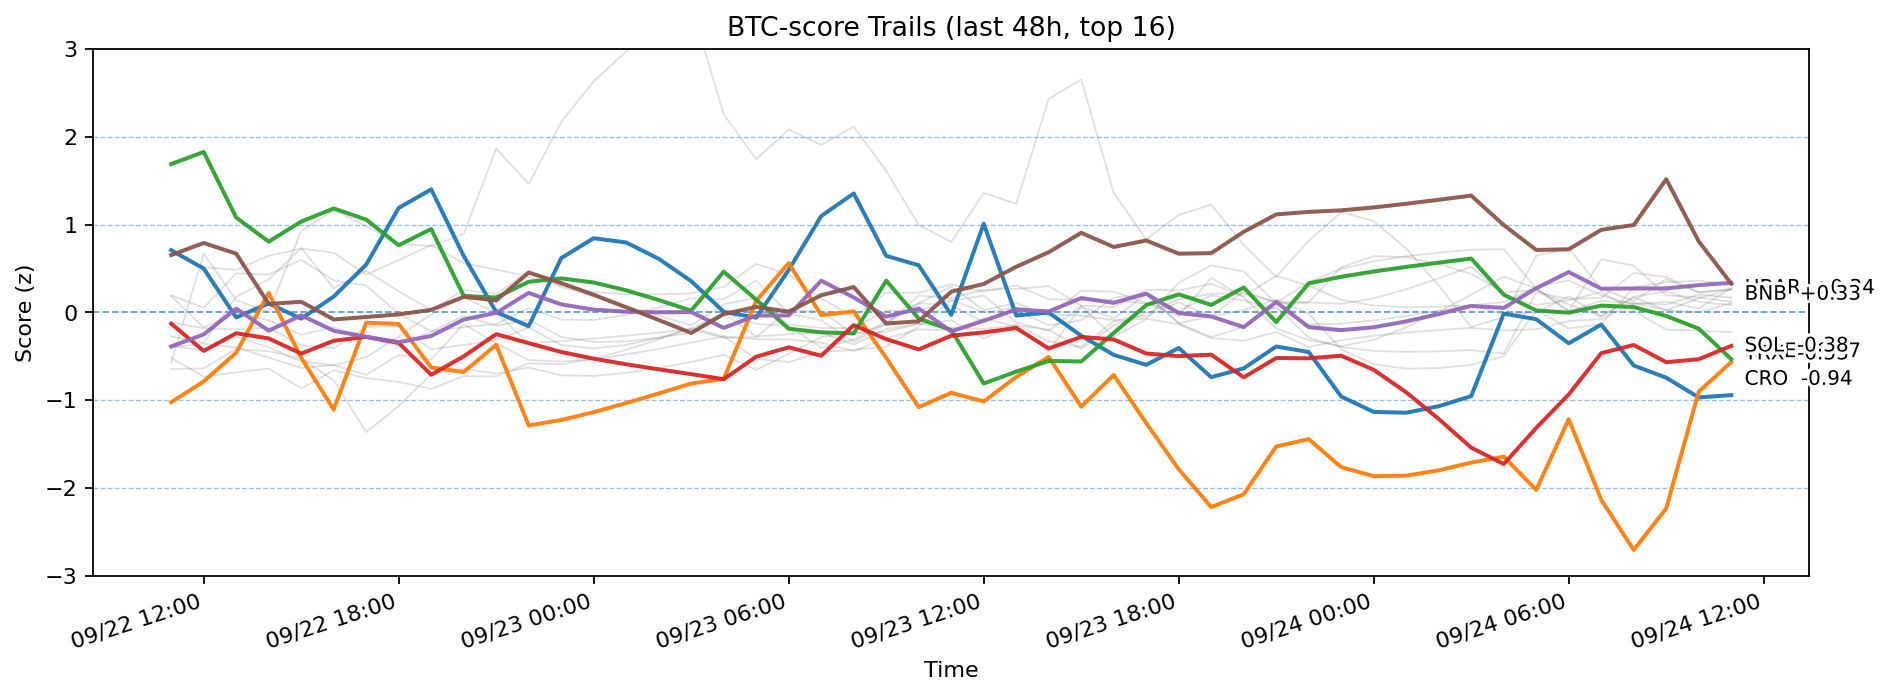 BTC-score Trails (last 48h, top 16)
Score (z)
3
2
1
0
−1
−2
−3
BNB +0.33
SOL -0.38
CRO -0.94
09/22 12:00
09/22 18:00
09/23 00:00
09/23 06:00
09/23 12:00
09/23 18:00
09/24 00:00
09/24 06:00
09/24 12:00
Time